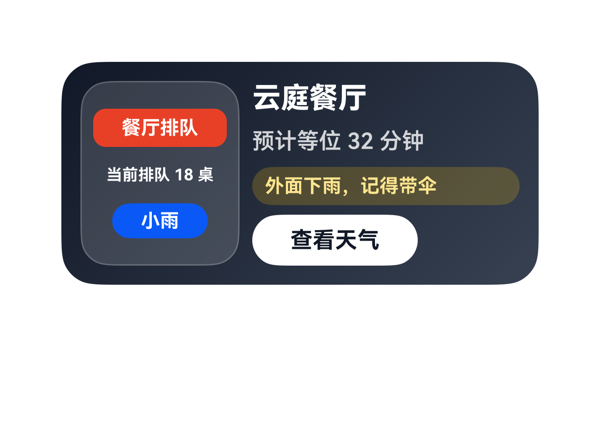 餐厅排队
当前排队 18 桌
小雨
云庭餐厅
预计等位 32 分钟
外面下雨，记得带伞
查看天气